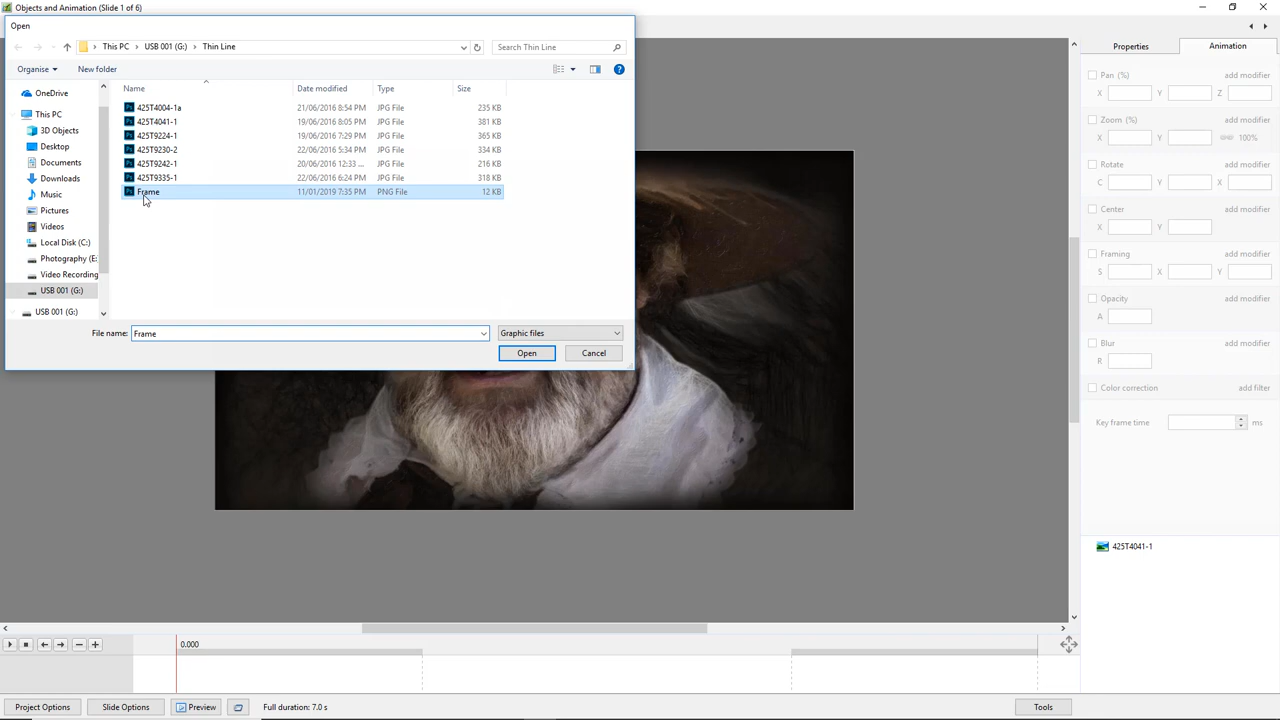 Objects and Animation (Slide 1 of 6)
Open
This PC
USB 001 (G:)
Thin Line
Search Thin Line
Organise
New folder
Name
Date modified
Type
Size
OneDrive
This PC
3D Objects
Desktop
Documents
Downloads
Music
Pictures
Videos
Local Disk (C:)
Photography (E:
Video Recording
USB 001 (G:)
USB 001 (G:)
425T4004-1a 21/06/2016 8:54 PM JPG File 235 KB
425T4041-1 19/06/2016 8:05 PM JPG File 381 KB
425T9224-1 19/06/2016 7:29 PM JPG File 365 KB
425T9230-2 22/06/2016 5:34 PM JPG File 334 KB
425T9242-1 20/06/2016 12:33 ... JPG File 216 KB
425T9335-1 22/06/2016 6:24 PM JPG File 318 KB
Frame 11/01/2019 7:35 PM PNG File 12 KB
File name:
Frame
Graphic files
Open
Cancel
Properties
Animation
Pan (%) add modifier
X Y Z
Zoom (%) add modifier
X Y 100%
Rotate add modifier
C Y X
Center add modifier
X Y
Framing add modifier
S X Y
Opacity add modifier
A
Blur add modifier
R
Color correction add filter
Key frame time ms
425T4041-1
0.000
Project Options
Slide Options
Preview
Full duration: 7.0 s
Tools